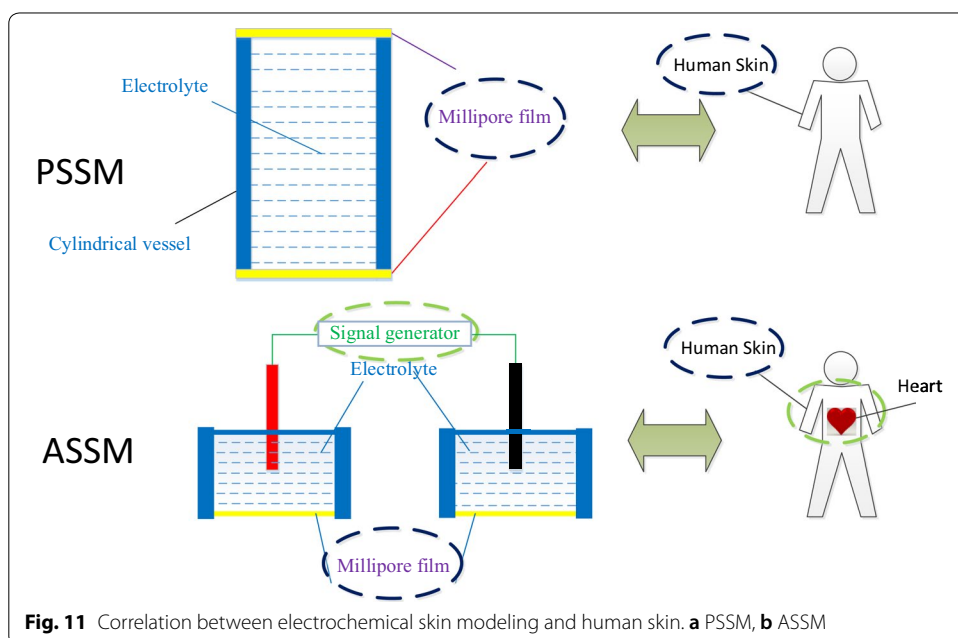 Human Skin
Electrolyte
Millipore film
PSSM
Cylindrical vessel
Signal generator
Human Skin
Electrolyte
Heart
ASSM
Millipore film
Fig. 11 Correlation between electrochemical skin modeling and human skin. a PSSM, b ASSM